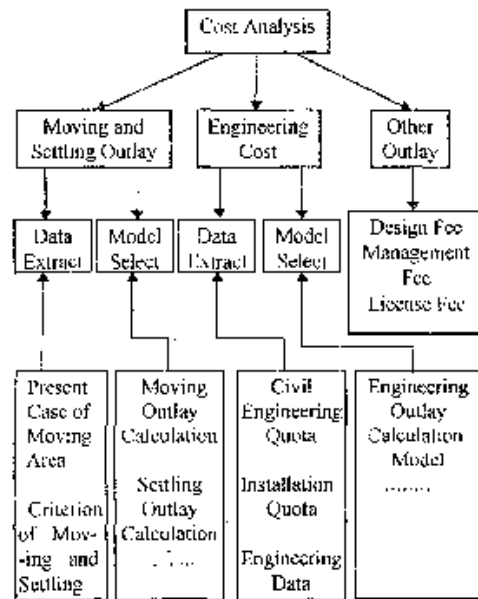 Cost Analysis
Moving and
Settling Outlay
Engineering
Cost
Other
Outlay
Data
Extract
Model
Select
Data
Extract
Model
Select
Design Fee
Management
Fee
License Fee
Present
Case of
Moving
Area
Criterion
of Mov-
-ing and
Settling
Moving
Outlay
Calculation
Settling
Outlay
Calculation
......
Civil
Engineering
Quota
Installation
Quota
Engineering
Data
Engineering
Outlay
Calculation
Model
........